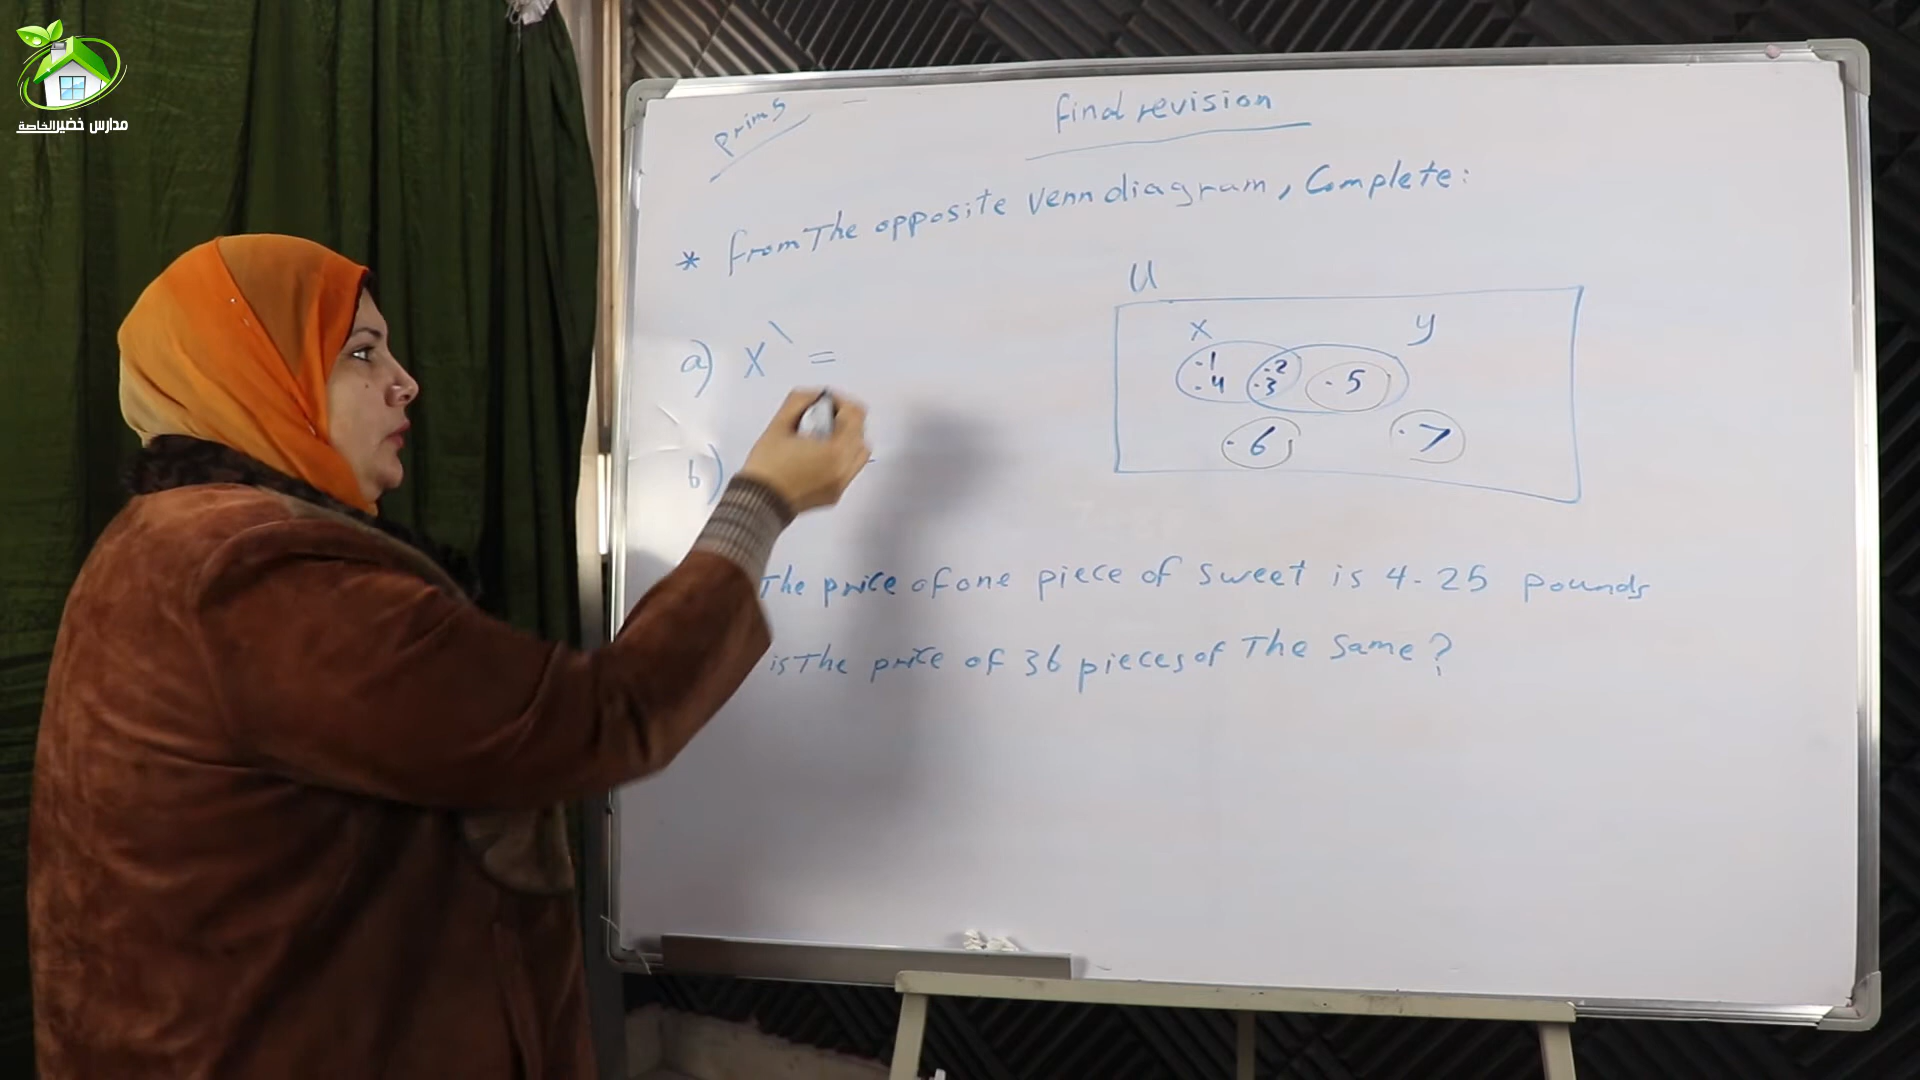 مدارس خضير الخاصة
prim5
final revision
* from The opposite Venn diagram, Complete:
U
a) X` =
x
y
.1
.2
.4
.3
.5
.6
.7
b)
The price of one piece of sweet is 4.25 pounds
is The price of 36 pieces of The same?